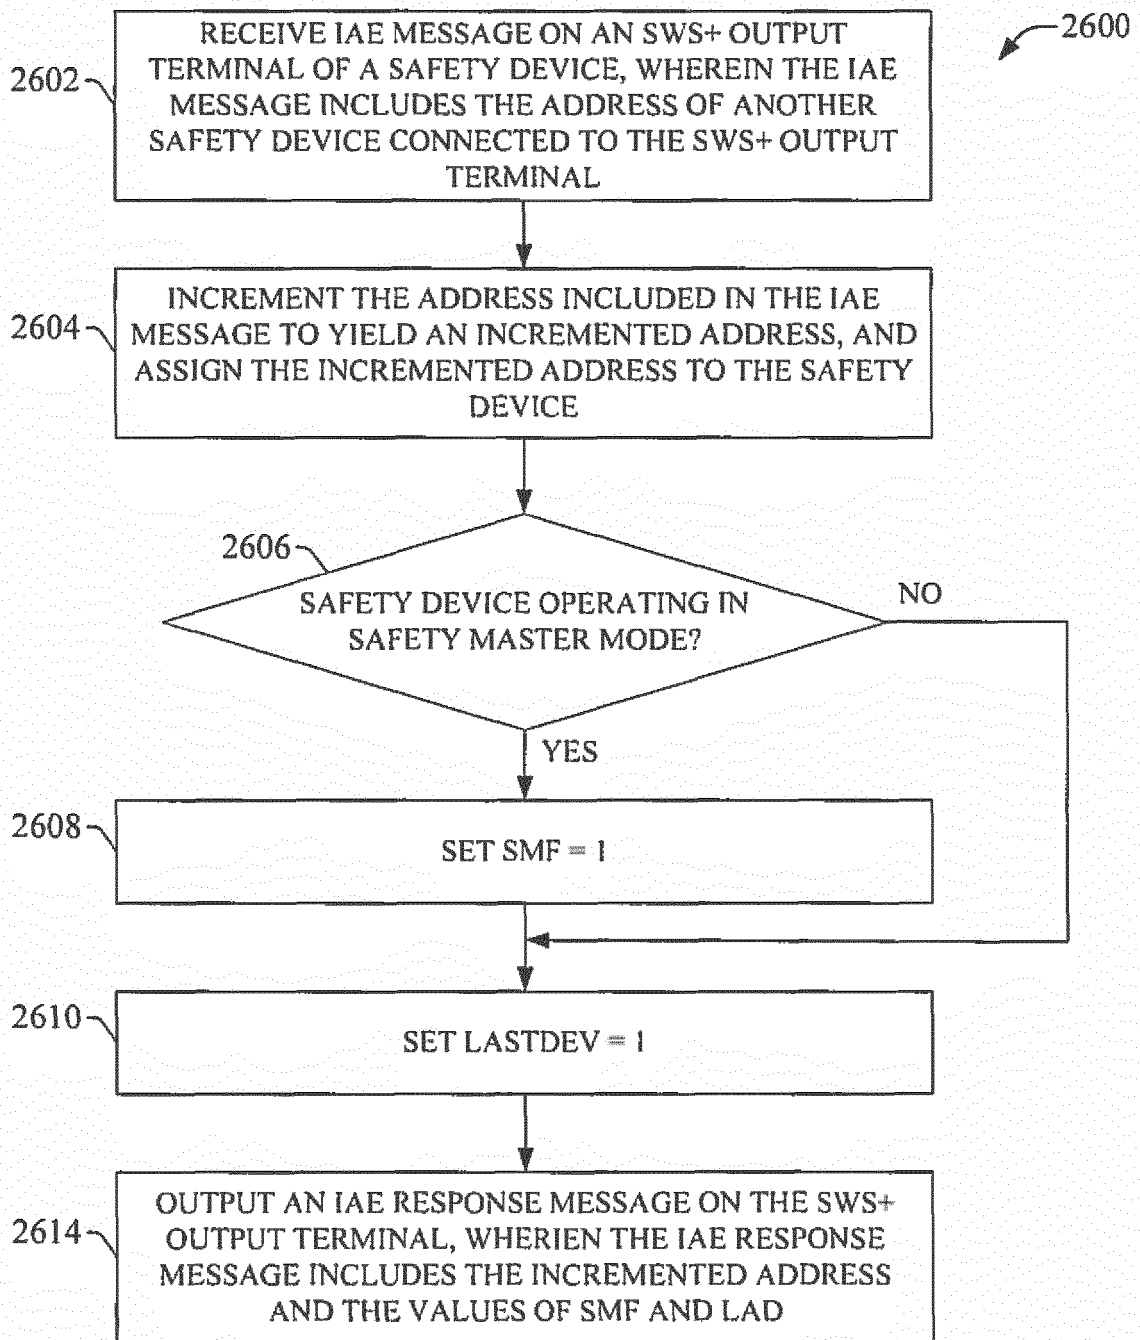 2600
2602
RECEIVE IAE MESSAGE ON AN SWS+ OUTPUT
TERMINAL OF A SAFETY DEVICE, WHEREIN THE IAE
MESSAGE INCLUDES THE ADDRESS OF ANOTHER
SAFETY DEVICE CONNECTED TO THE SWS+ OUTPUT
TERMINAL
2604
INCREMENT THE ADDRESS INCLUDED IN THE IAE
MESSAGE TO YIELD AN INCREMENTED ADDRESS, AND
ASSIGN THE INCREMENTED ADDRESS TO THE SAFETY
DEVICE
2606
SAFETY DEVICE OPERATING IN
SAFETY MASTER MODE?
NO
YES
2608
SET SMF = 1
2610
SET LASTDEV = 1
2614
OUTPUT AN IAE RESPONSE MESSAGE ON THE SWS+
OUTPUT TERMINAL, WHERIEN THE IAE RESPONSE
MESSAGE INCLUDES THE INCREMENTED ADDRESS
AND THE VALUES OF SMF AND LAD